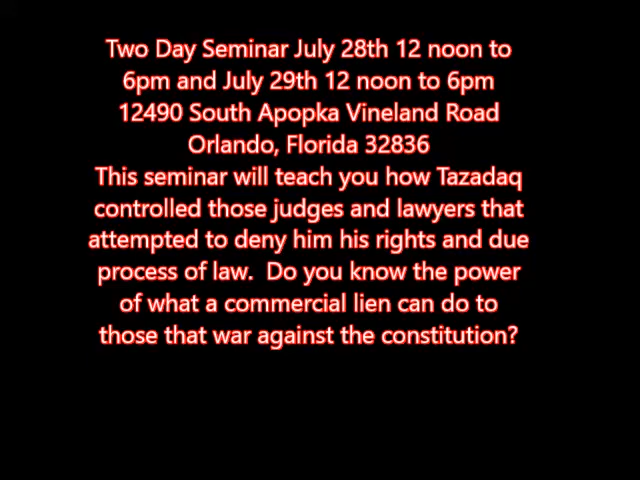 Two Day Seminar July 28th 12 noon to
6pm and July 29th 12 noon to 6pm
12490 South Apopka Vineland Road
Orlando, Florida 32836
This seminar will teach you how Tazadaq
controlled those judges and lawyers that
attempted to deny him his rights and due
process of law.  Do you know the power
of what a commercial lien can do to
those that war against the constitution?